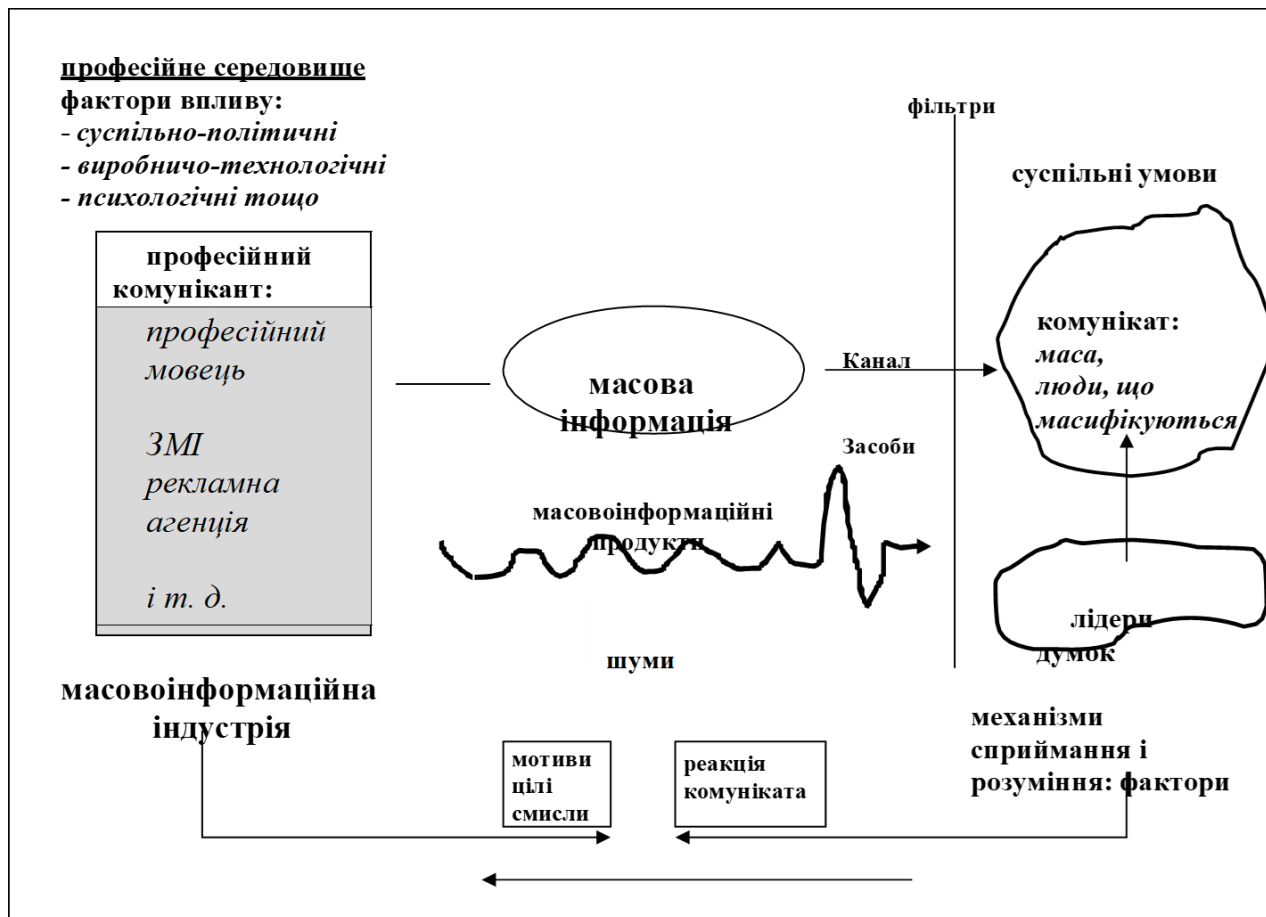 професійне середовище
фактори впливу:
- суспільно-політичні
- виробничо-технологічні
- психологічні тощо
професійний
комунікант:
професійний
мовець
ЗМІ
рекламна
агенція
і т. д.
масовоінформаційна
індустрія
масова
інформація
Канал
Засоби
масовоінформаційні
продукти
шуми
фільтри
суспільні умови
комунікат:
маса,
люди, що
масифікуються
лідери
думок
механізми
сприймання і
розуміння: фактори
мотиви
цілі
смисли
реакція
комуніката